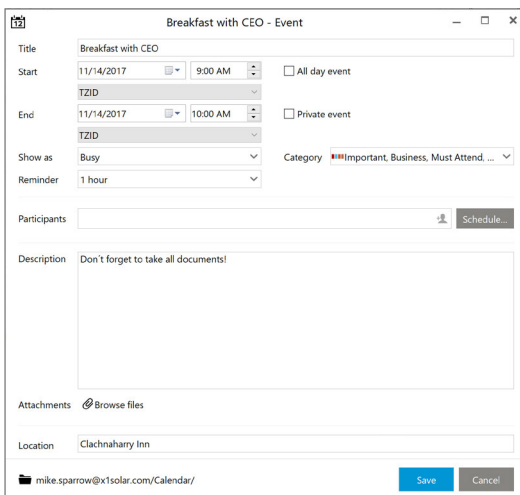 12
Breakfast with CEO - Event
Title Breakfast with CEO
Start 11/14/2017 9:00 AM All day event
TZID
End 11/14/2017 10:00 AM Private event
TZID
Show as Busy Category Important, Business, Must Attend, ...
Reminder 1 hour
Participants Schedule...
Description Don´t forget to take all documents!
Attachments Browse files
Location Clachnaharry Inn
mike.sparrow@x1solar.com/Calendar/ Save Cancel